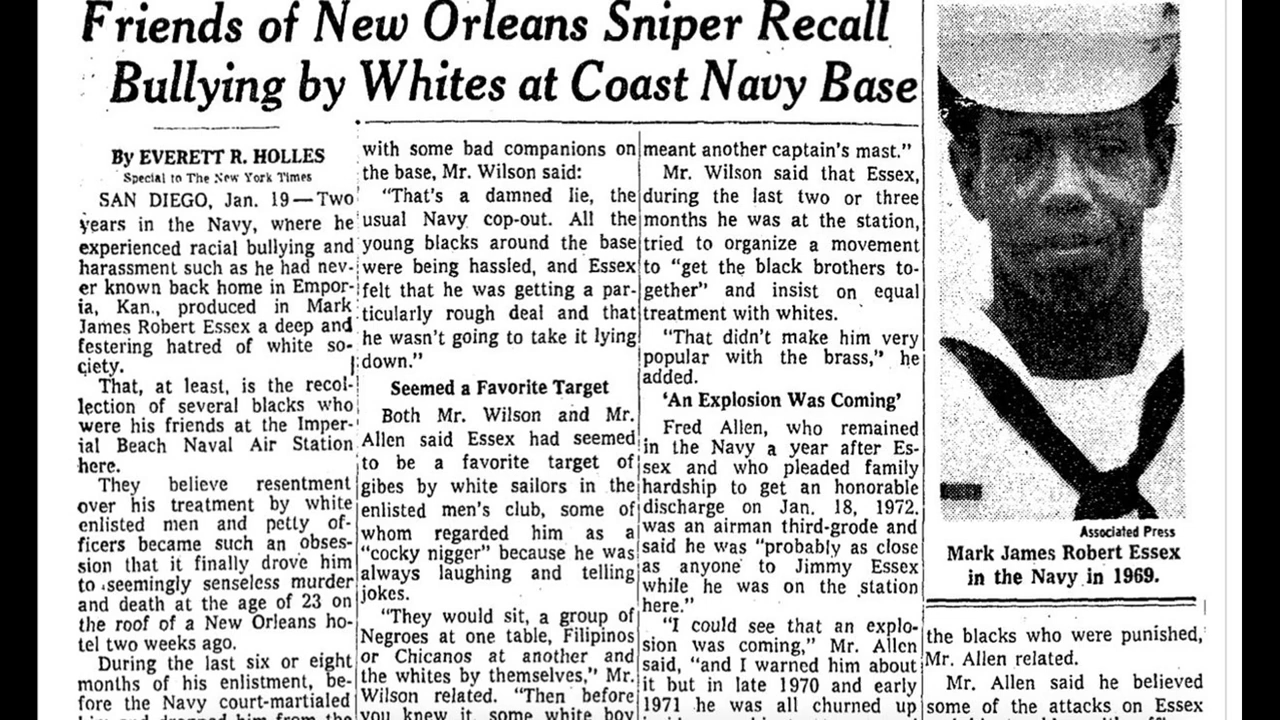 Friends of New Orleans Sniper Recall
Bullying by Whites at Coast Navy Base
By EVERETT R. HOLLES
Special to The New York Times
SAN DIEGO, Jan. 19—Two
years in the Navy, where he
experienced racial bullying and
harassment such as he had nev-
er known back home in Empor-
ia, Kan., produced in Mark
James Robert Essex a deep and
festering hatred of white so-
ciety.
That, at least, is the recol-
lection of several blacks who
were his friends at the Imper-
ial Beach Naval Air Station
here.
They believe resentment
over his treatment by white
enlisted men and petty of-
ficers became such an obses-
sion that it finally drove him
to seemingly senseless murder
and death at the age of 23 on
the roof of a New Orleans ho-
tel two weeks ago.
During the last six or eight
months of his enlistment, be-
fore the Navy court-martialed
with some bad companions on
the base, Mr. Wilson said:
"That's a damned lie, the
usual Navy cop-out. All the
young blacks around the base
were being hassled, and Essex
felt that he was getting a par-
ticularly rough deal and that
he wasn't going to take it lying
down."
Seemed a Favorite Target
Both Mr. Wilson and Mr.
Allen said Essex had seemed
to be a favorite target of
gibes by white sailors in the
enlisted men's club, some of
whom regarded him as a
"cocky nigger" because he was
always laughing and telling
jokes.
"They would sit, a group of
Negroes at one table, Filipinos
or Chicanos at another and
the whites by themselves," Mr.
Wilson related. "Then before
you knew it, some white boy
meant another captain's mast."
Mr. Wilson said that Essex,
during the last two or three
months he was at the station,
tried to organize a movement
to "get the black brothers to-
gether" and insist on equal
treatment with whites.
"That didn't make him very
popular with the brass," he
added.
'An Explosion Was Coming'
Fred Allen, who remained
in the Navy a year after Es-
sex and who pleaded family
hardship to get an honorable
discharge on Jan. 18, 1972.
was an airman third-grode and
said he was "probably as close
as anyone to Jimmy Essex
while he was on the station
here."
"I could see that an explo-
sion was coming," Mr. Allen
said, "and I warned him about
it but in late 1970 and early
1971 he was all churned up
Associated Press
Mark James Robert Essex
in the Navy in 1969.
the blacks who were punished,
Mr. Allen related.
Mr. Allen said he believed
some of the attacks on Essex